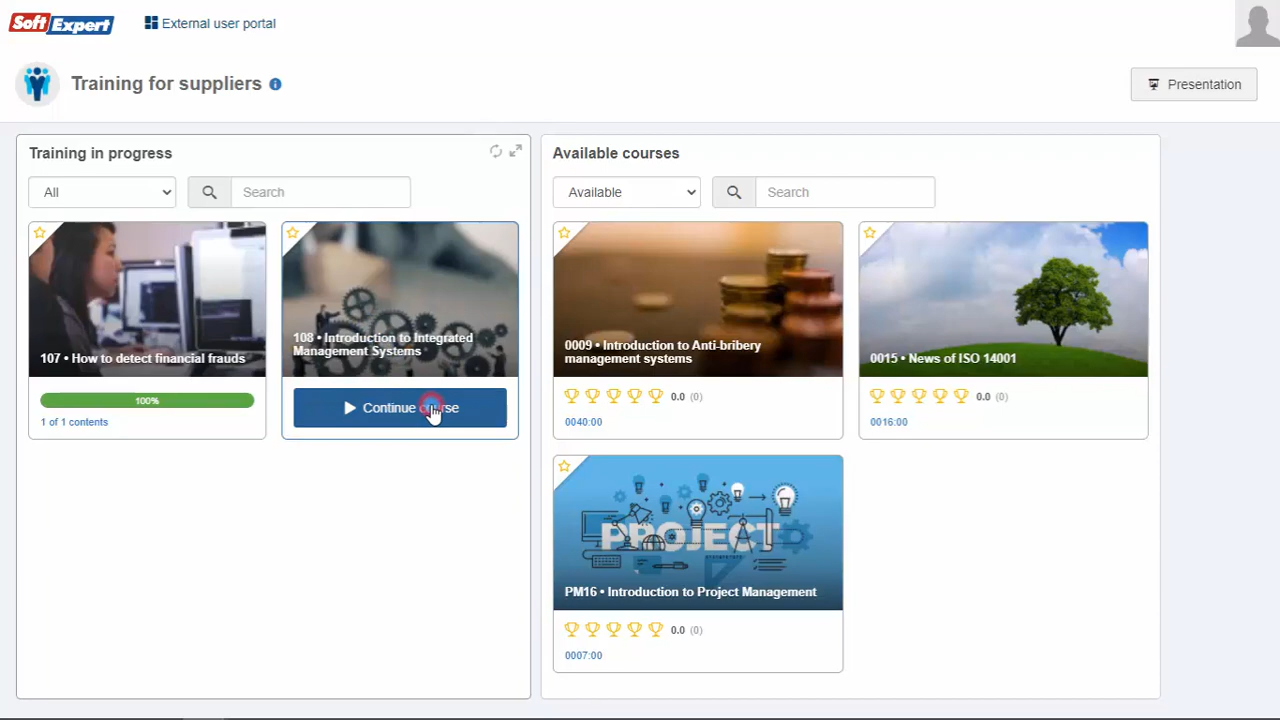 SoftExpert
External user portal
Training for suppliers
Presentation
Training in progress
All
Search
107 • How to detect financial frauds
100%
1 of 1 contents
108 • Introduction to Integrated
Management Systems
Continue course
Available courses
Available
Search
0009 • Introduction to Anti-bribery
management systems
0.0 (0)
0040:00
0015 • News of ISO 14001
0.0 (0)
0016:00
PROJECT
PM16 • Introduction to Project Management
0.0 (0)
0007:00